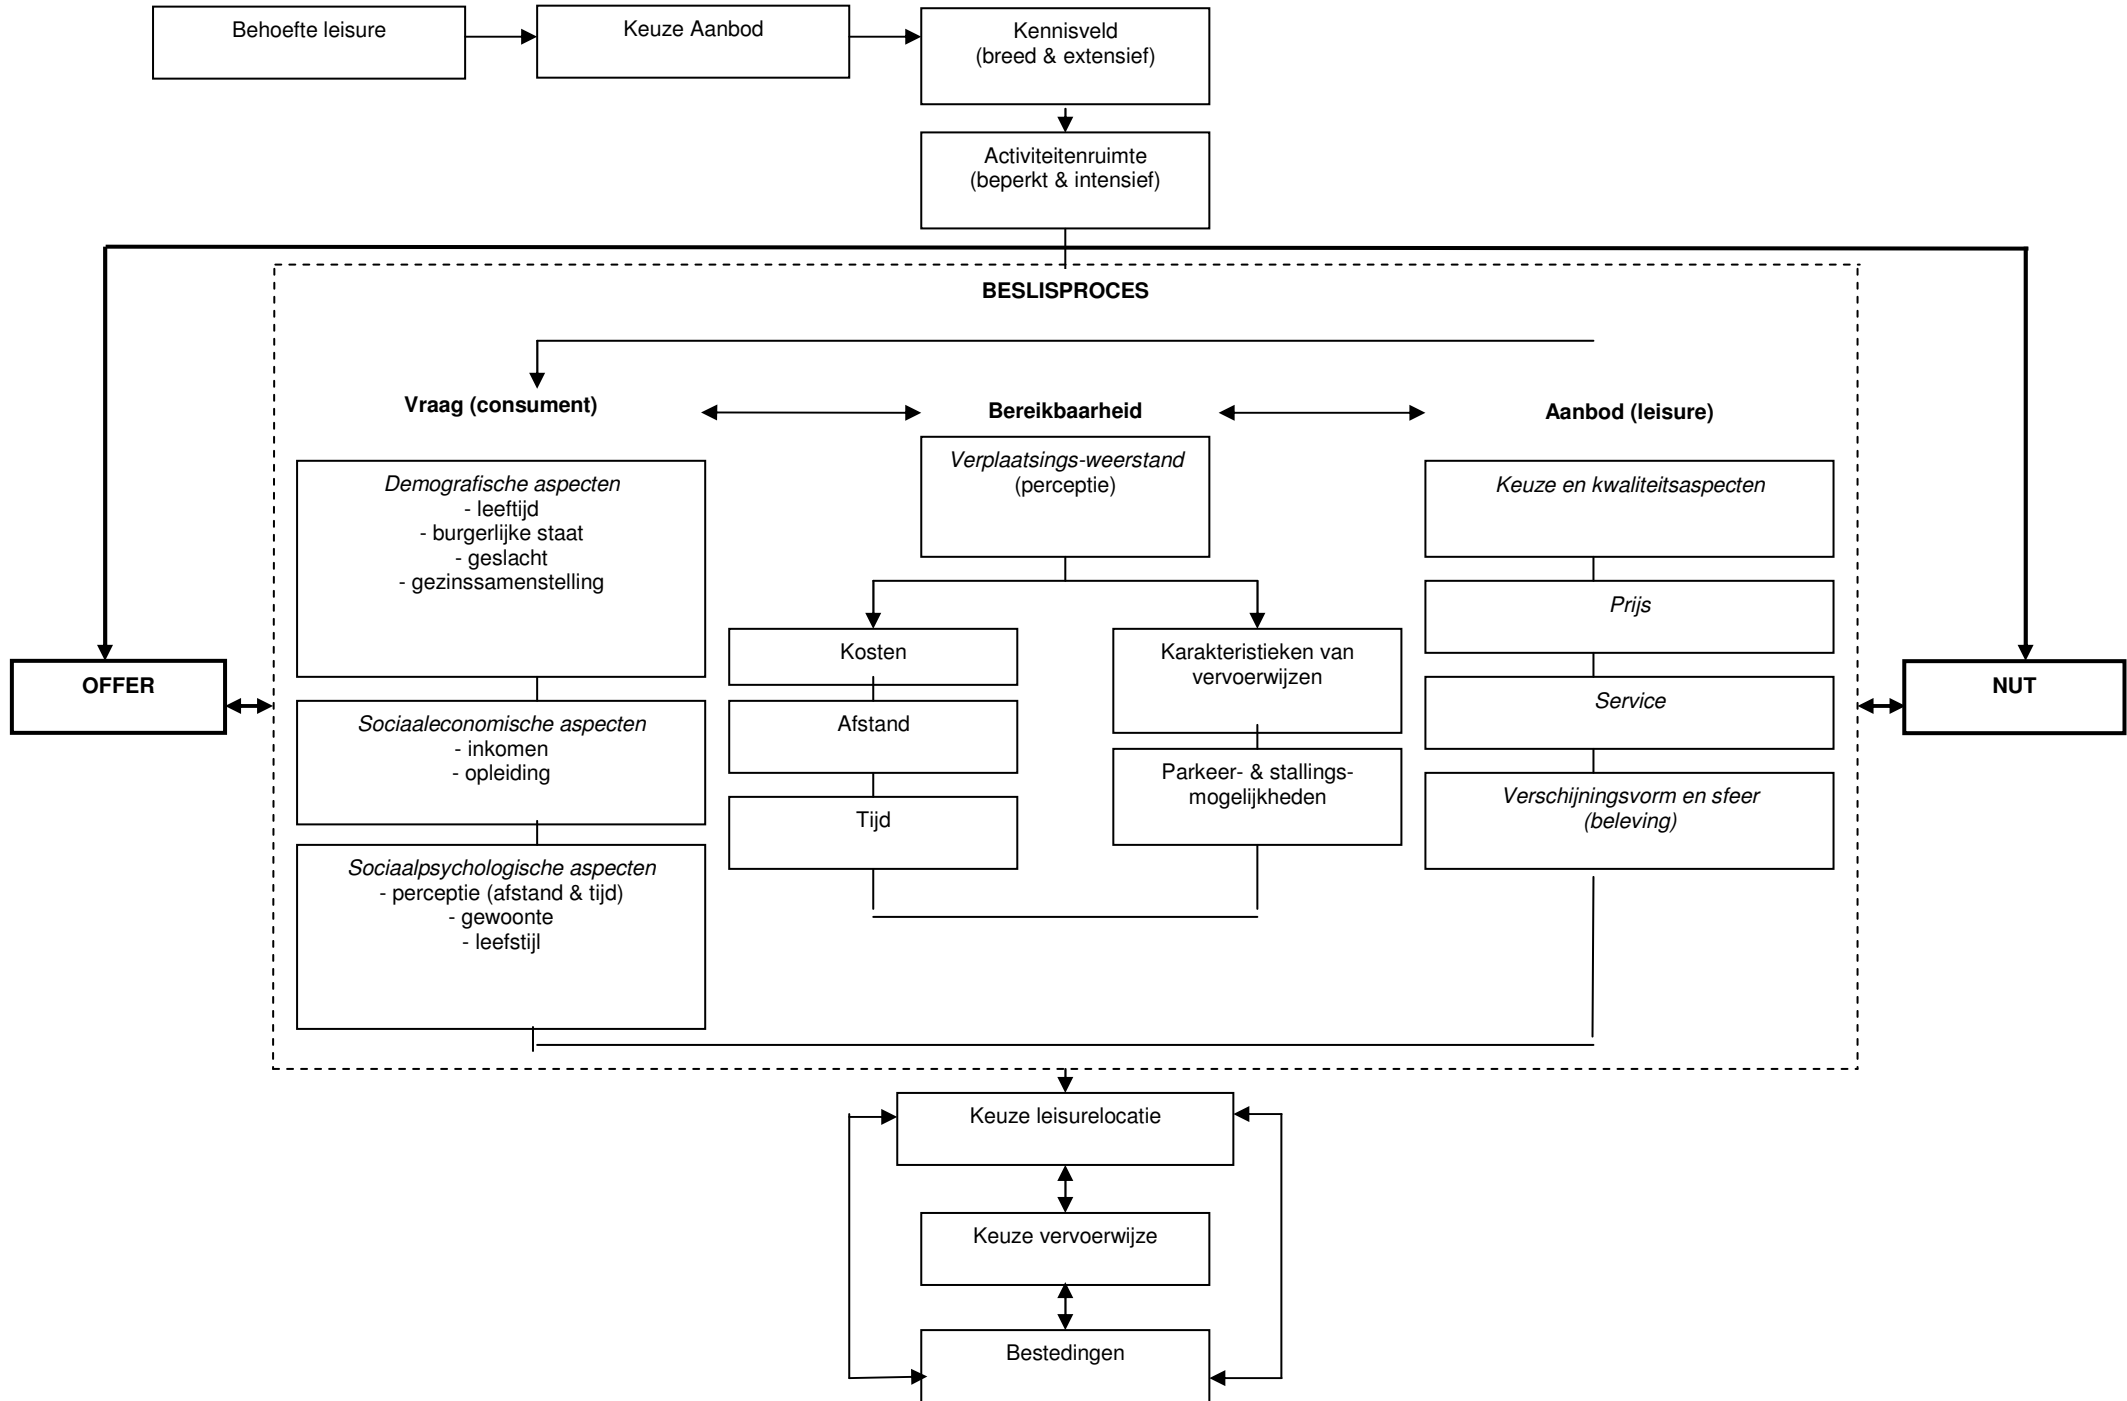 Behoefte leisure
Keuze Aanbod
Kennisveld
(breed & extensief)
Activiteitenruimte
(beperkt & intensief)
BESLISPROCES
Vraag (consument)
Bereikbaarheid
Aanbod (leisure)
Demografische aspecten
- leeftijd
- burgerlijke staat
- geslacht
- gezinssamenstelling
Sociaaleconomische aspecten
- inkomen
- opleiding
Sociaalpsychologische aspecten
- perceptie (afstand & tijd)
- gewoonte
- leefstijl
Verplaatsings-weerstand
(perceptie)
Kosten
Afstand
Tijd
Karakteristieken van
vervoerwijzen
Parkeer- & stallings-
mogelijkheden
Keuze en kwaliteitsaspecten
Prijs
Service
Verschijningsvorm en sfeer
(beleving)
OFFER
NUT
Keuze leisurelocatie
Keuze vervoerwijze
Bestedingen